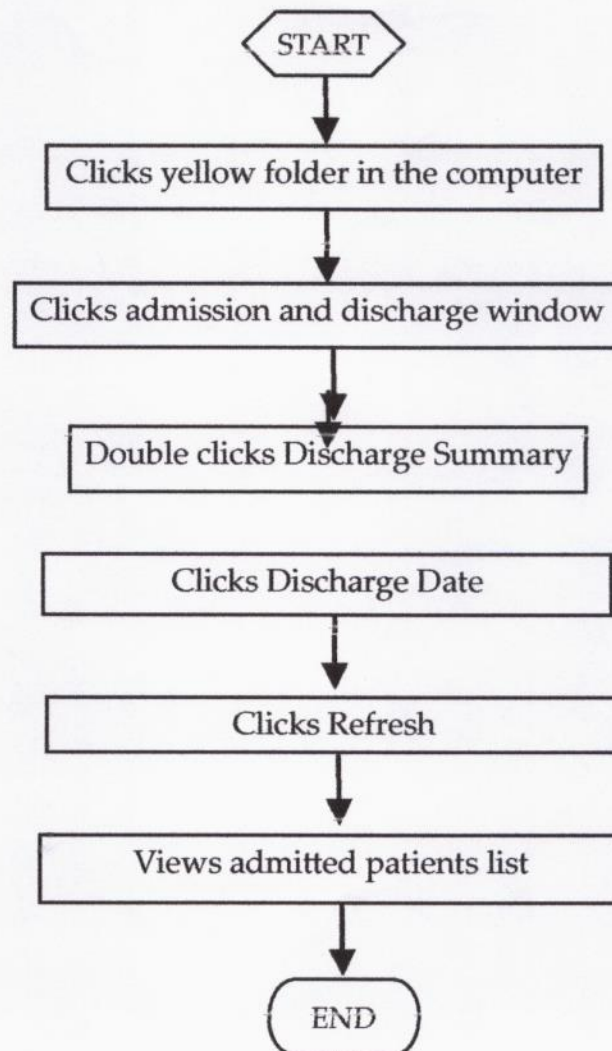 START
Clicks yellow folder in the computer
Clicks admission and discharge window
Double clicks Discharge Summary
Clicks Discharge Date
Clicks Refresh
Views admitted patients list
END